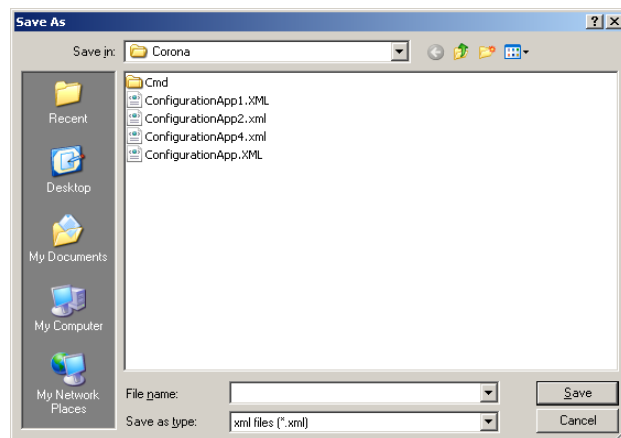 Save As
Save in: Corona
Cmd
ConfigurationApp1.XML
ConfigurationApp2.xml
ConfigurationApp4.xml
ConfigurationApp.XML
Recent
Desktop
My Documents
My Computer
My Network
Places
File name:
Save
Save as type: xml files (*.xml)
Cancel